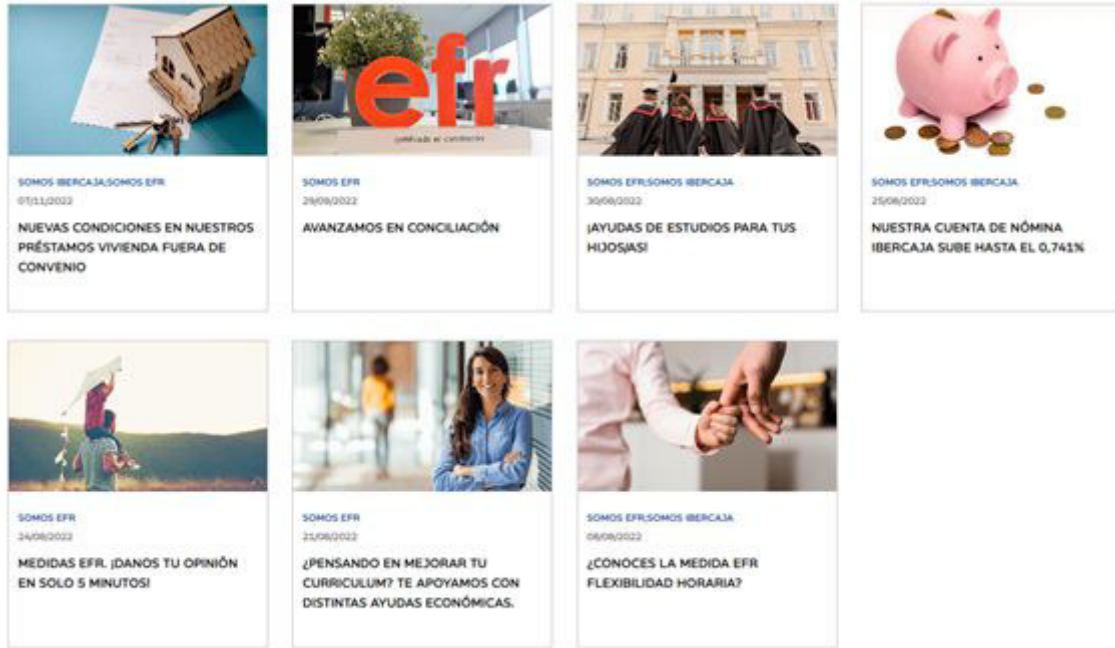 efr
certificado en conciliación
SOMOS IBERCAJA;SOMOS EFR
07/11/2022
NUEVAS CONDICIONES EN NUESTROS
PRÉSTAMOS VIVIENDA FUERA DE
CONVENIO
SOMOS EFR
29/09/2022
AVANZAMOS EN CONCILIACIÓN
SOMOS EFR;SOMOS IBERCAJA
30/08/2022
¡AYUDAS DE ESTUDIOS PARA TUS
HIJOS/AS!
SOMOS EFR;SOMOS IBERCAJA
25/08/2022
NUESTRA CUENTA DE NÓMINA
IBERCAJA SUBE HASTA EL 0,741%
SOMOS EFR
24/08/2022
MEDIDAS EFR. ¡DANOS TU OPINIÓN
EN SOLO 5 MINUTOS!
SOMOS EFR
21/08/2022
¿PENSANDO EN MEJORAR TU
CURRICULUM? TE APOYAMOS CON
DISTINTAS AYUDAS ECONÓMICAS.
SOMOS EFR;SOMOS IBERCAJA
08/08/2022
¿CONOCES LA MEDIDA EFR
FLEXIBILIDAD HORARIA?